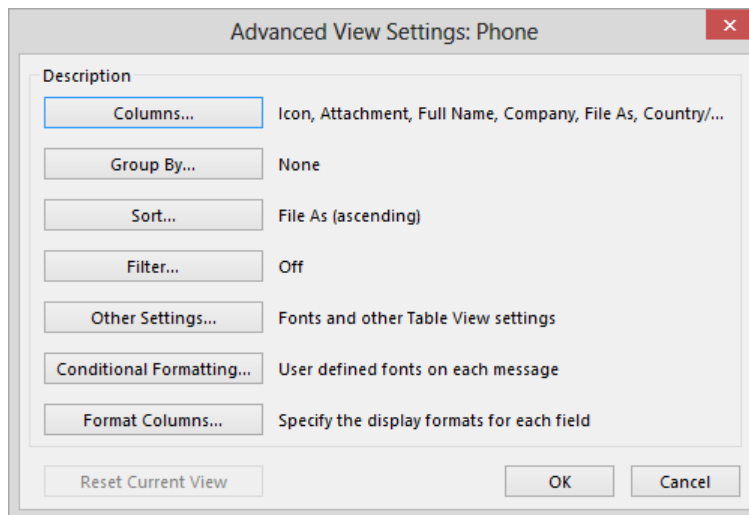 Advanced View Settings: Phone
Description
Columns... Icon, Attachment, Full Name, Company, File As, Country/...
Group By... None
Sort... File As (ascending)
Filter... Off
Other Settings... Fonts and other Table View settings
Conditional Formatting... User defined fonts on each message
Format Columns... Specify the display formats for each field
Reset Current View OK Cancel